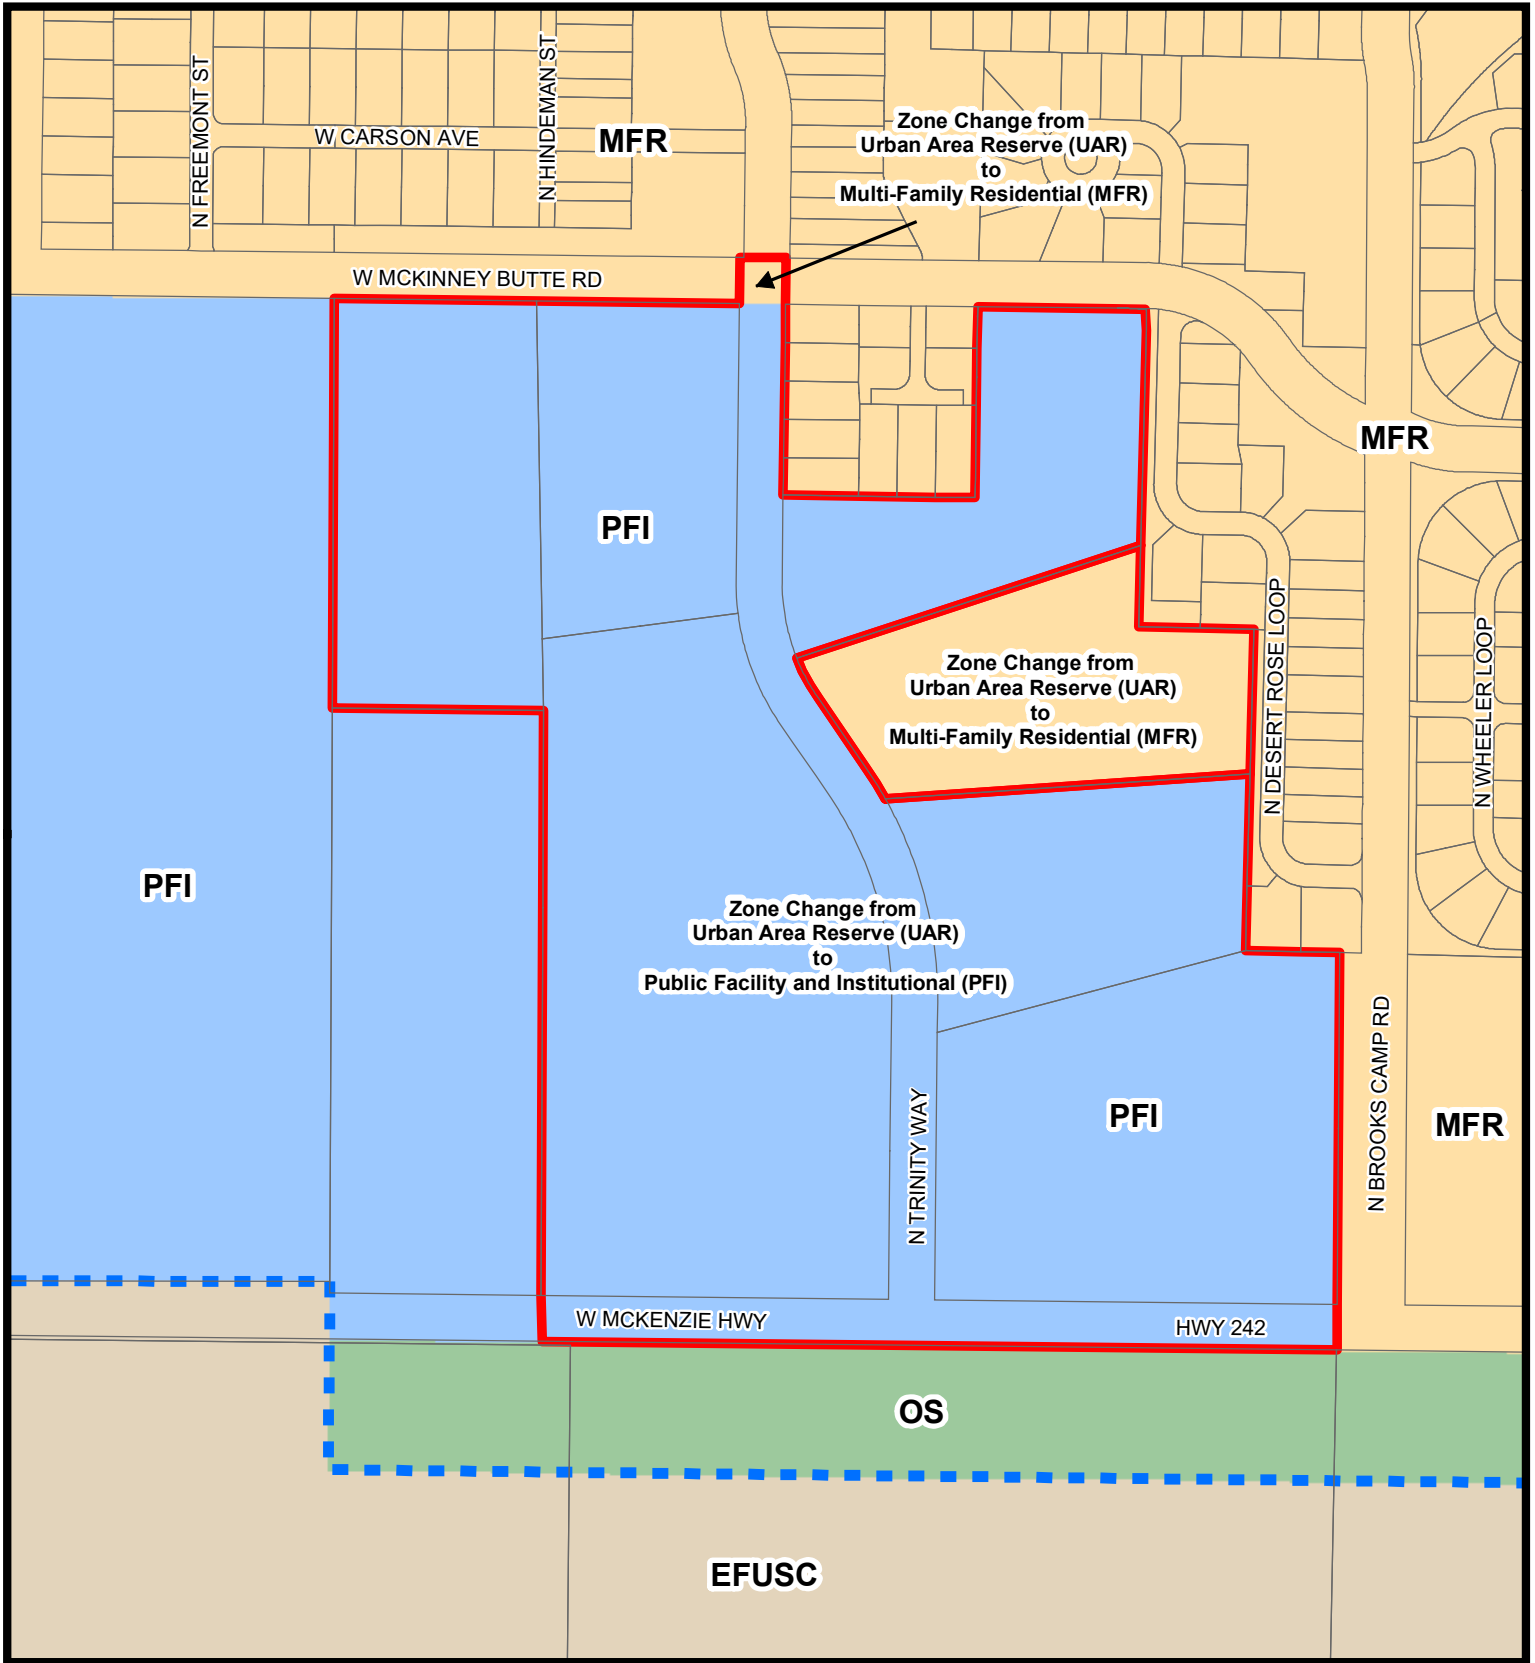 N FREEMONT ST
W CARSON AVE
N HINDEMAN ST
MFR
Zone Change from
Urban Area Reserve (UAR)
to
Multi-Family Residential (MFR)
W MCKINNEY BUTTE RD
MFR
PFI
Zone Change from
Urban Area Reserve (UAR)
to
Multi-Family Residential (MFR)
N DESERT ROSE LOOP
N WHEELER LOOP
PFI
Zone Change from
Urban Area Reserve (UAR)
to
Public Facility and Institutional (PFI)
N BROOKS CAMP RD
N TRINITY WAY
PFI
MFR
W MCKENZIE HWY
HWY 242
OS
EFUSC